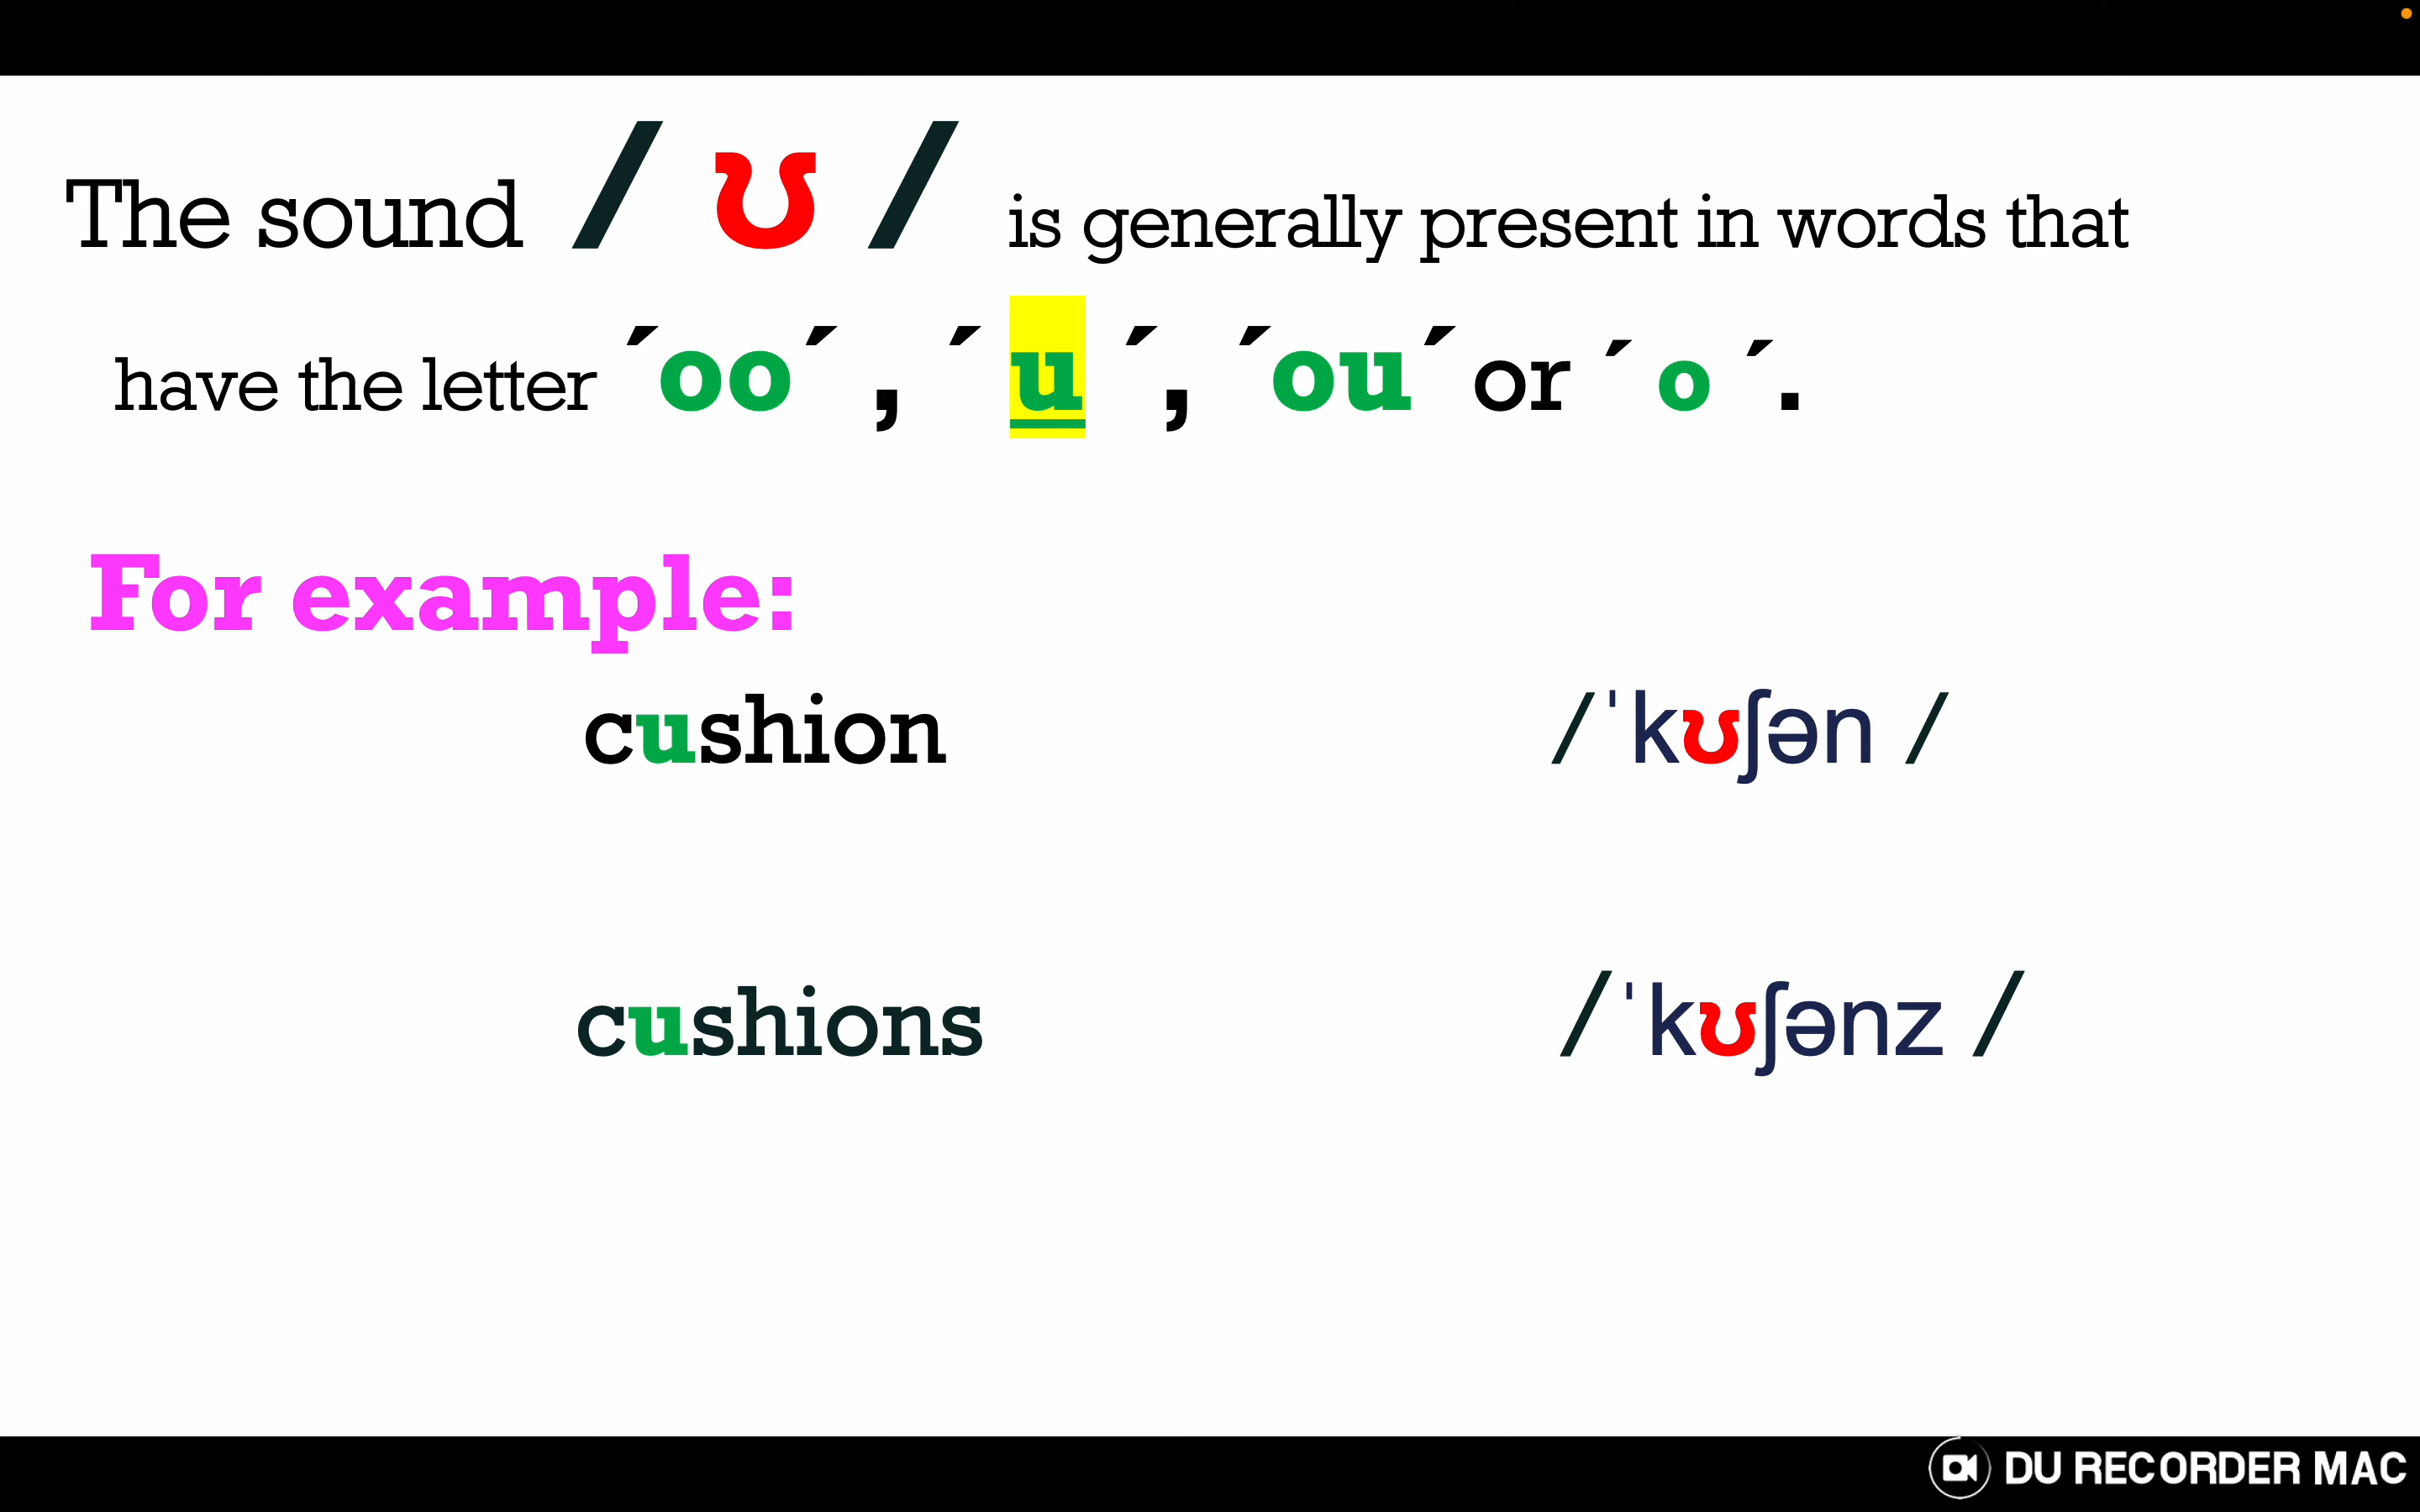 The sound / ʊ / is generally present in words that
have the letter ´oo´ , ´ u ´, ´ou´ or ´ o ´.
For example:
cushion /ˈkʊʃən /
cushions /ˈkʊʃənz /
DU RECORDER MAC